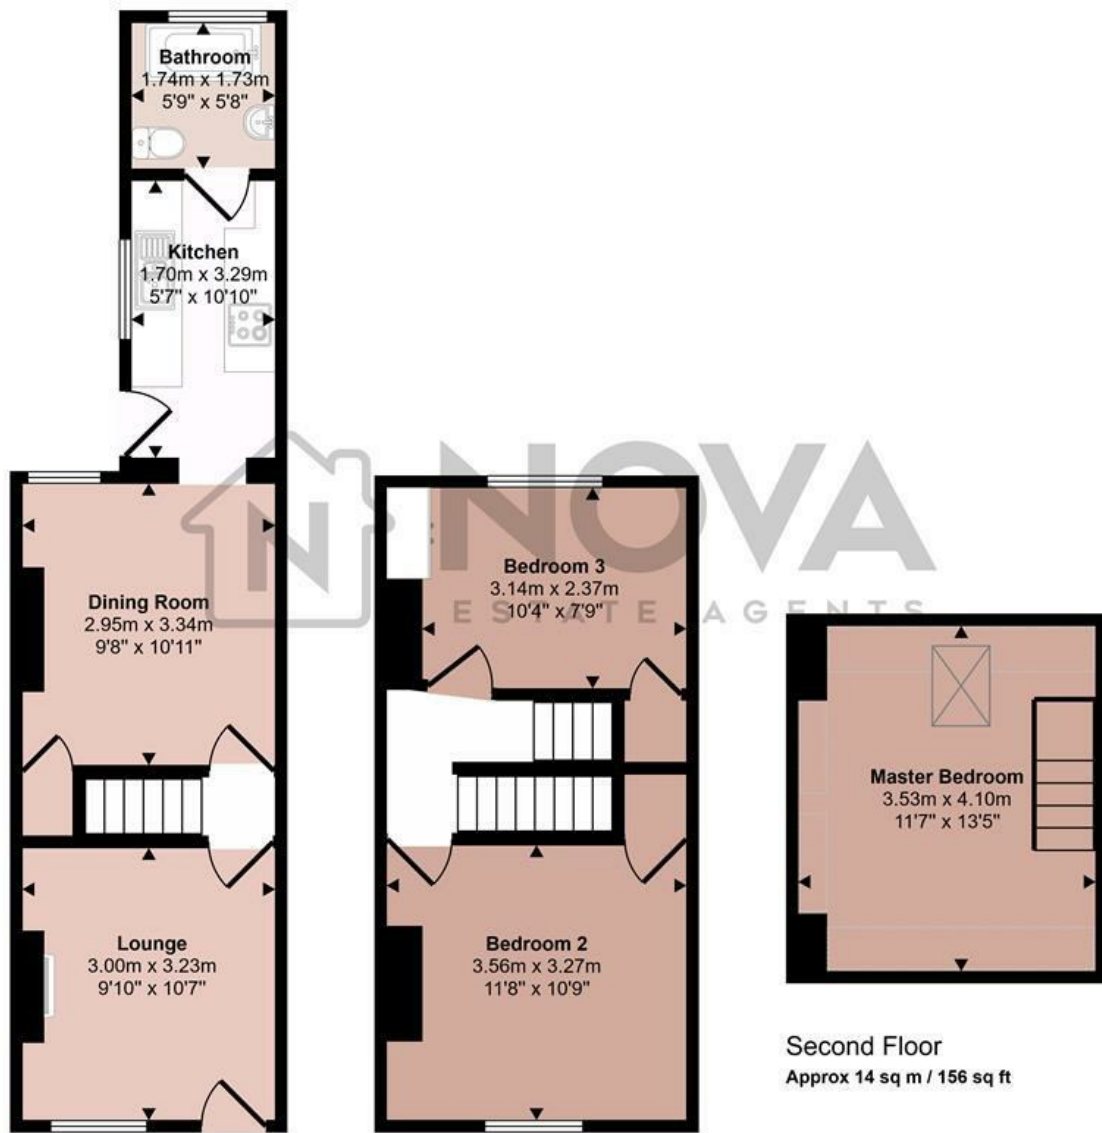 Bathroom
1.74m x 1.73m
5'9" x 5'8"
Kitchen
1.70m x 3.29m
5'7" x 10'10"
Dining Room
2.95m x 3.34m
9'8" x 10'11"
Lounge
3.00m x 3.23m
9'10" x 10'7"
NOVA
ESTATE AGENTS
N
Bedroom 3
3.14m x 2.37m
10'4" x 7'9"
Bedroom 2
3.56m x 3.27m
11'8" x 10'9"
Master Bedroom
3.53m x 4.10m
11'7" x 13'5"
Second Floor
Approx 14 sq m / 156 sq ft